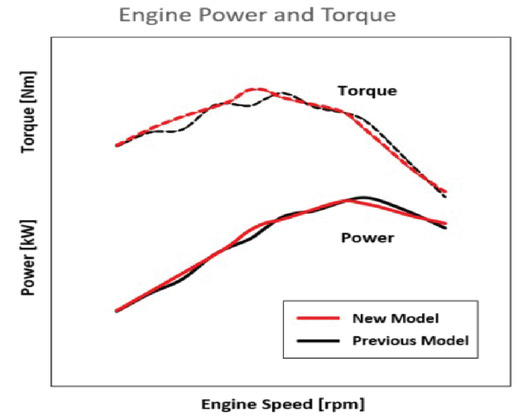 Engine Power and Torque
Torque [Nm]
Torque
Power [kW]
Power
New Model
Previous Model
Engine Speed [rpm]